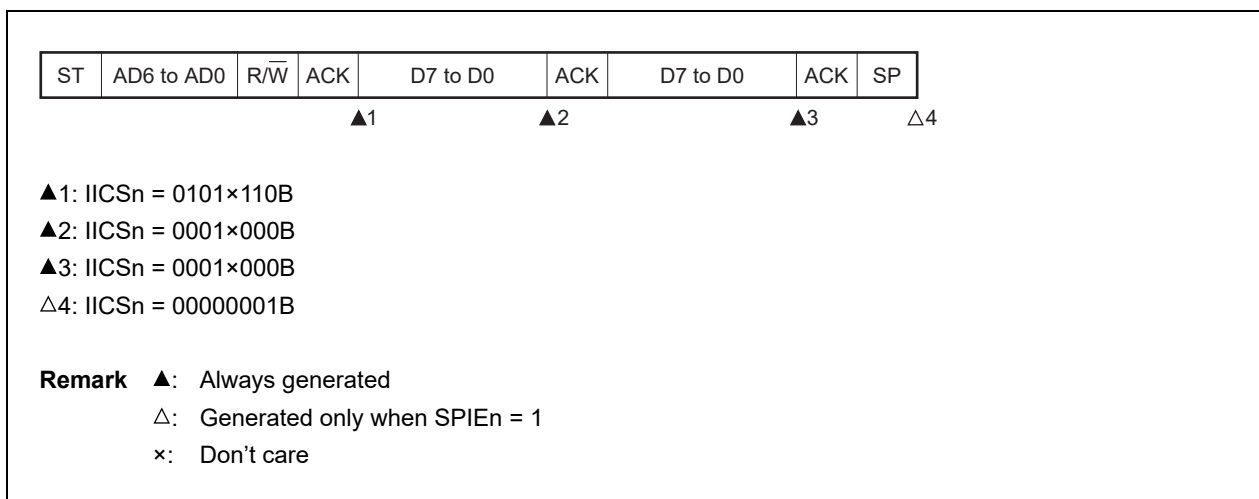 ST AD6 to AD0 R/W̅ ACK D7 to D0 ACK D7 to D0 ACK SP
▲1 ▲2 ▲3 △4
▲1: IICSn = 0101×110B
▲2: IICSn = 0001×000B
▲3: IICSn = 0001×000B
△4: IICSn = 00000001B
Remark ▲: Always generated
△: Generated only when SPIEn = 1
×: Don’t care